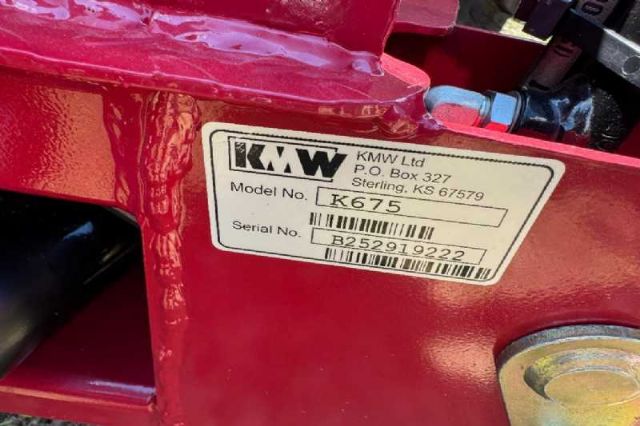 KMW
KMW Ltd
P.O. Box 327
Sterling, KS 67579
Model No. K675
Serial No. B252919222